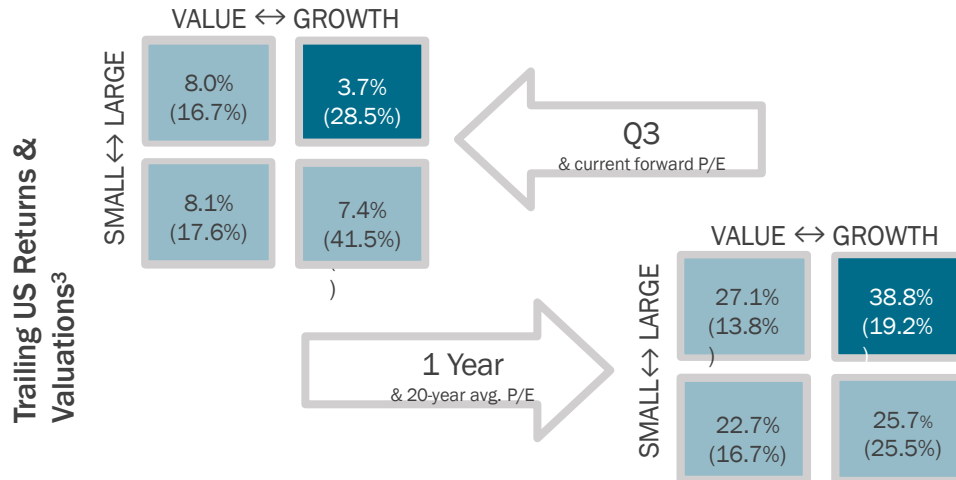 VALUE ↔ GROWTH
SMALL ↔ LARGE
8.0%
(16.7%)
3.7%
(28.5%)
8.1%
(17.6%)
7.4%
(41.5%)
(
)
Q3
& current forward P/E
Trailing US Returns &
Valuations³
1 Year
& 20-year avg. P/E
VALUE ↔ GROWTH
SMALL ↔ LARGE
27.1%
(13.8%
)
38.8%
(19.2%
)
22.7%
(16.7%)
25.7%
(25.5%)